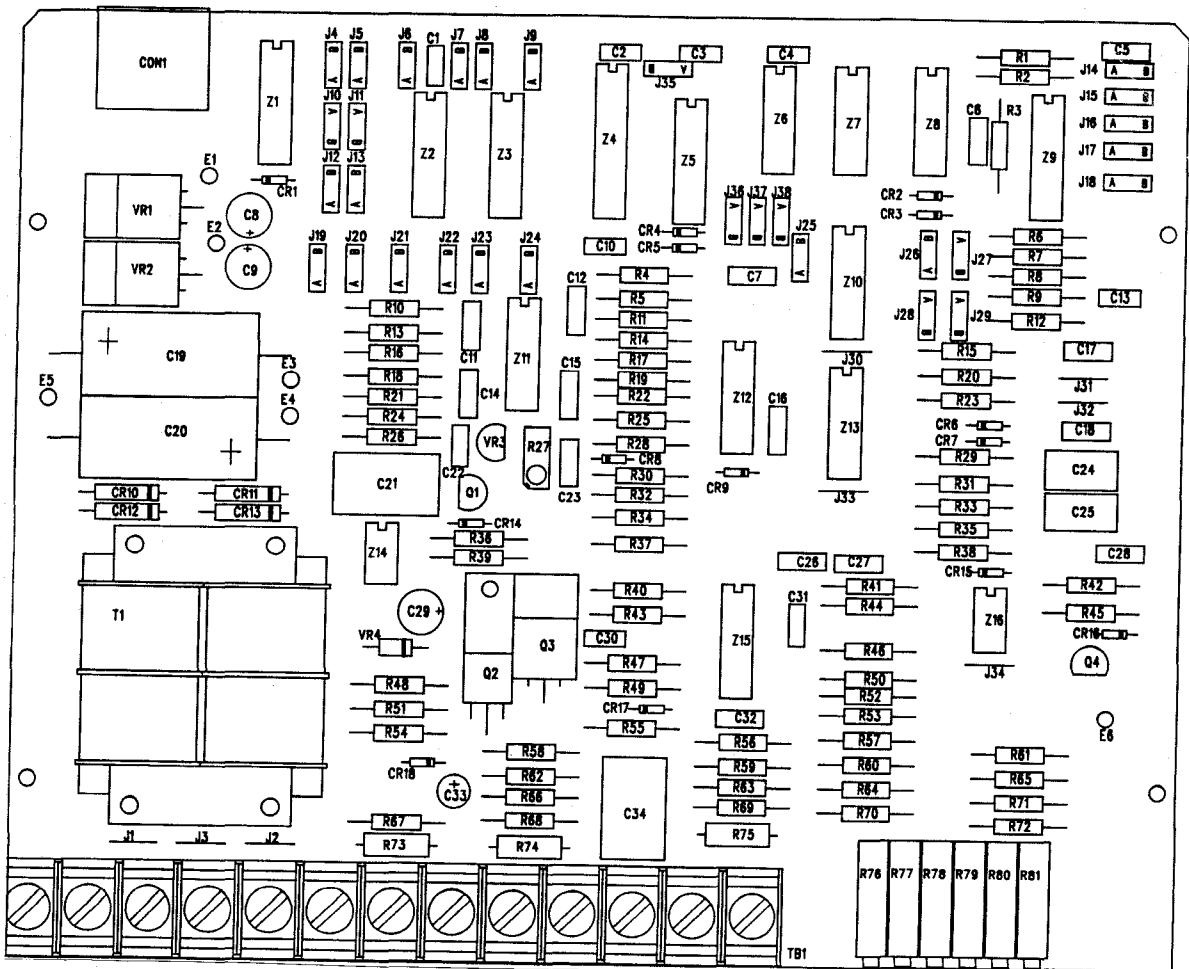 J4 J5 J6 C1 J7 J8 J9 C2 C3 C4 C5
CON1 Z1 B A B A B A B A B A B A B A J35 R1 R2 J14 A B
J10 J11 A B A B Z2 Z3 Z4 Z5 Z6 Z7 Z8 C6 R3 Z9 J15 A B
J16 A B
J12 J13 B A B A J17 A B
E1 CR1 J18 A B
VR1 C8 + CR2 J36 J37 J38 A B A B A B
E2 CR4 CR3 J25 B A
VR2 C9 + J19 J20 J21 J22 J23 J24 C10 CR5 Z10 J26 B A A B J27 R6
B A B A B A B A B A B A R4 C7 R7
C12 R8
R10 R5 J28 A B A B J29 R9 C13
R13 C11 Z11 R11 R12
R16 R14 Z12 J30 R15 C17
C19 + R17
E3 R18 C14 C15 R19 Z13 R20 J31
E5 R21 R22 C16 R23 J32
E4 R24 R25 CR6 C18
C20 + R26 C22 VR3 R27 C23 R28 CR7
CR8 CR9 R29
C21 Q1 R30 R31 C24
CR10 CR11 R32 J33
CR12 CR13 CR14 R34 R33 C25
Z14 R36 R35
R39 R37 R38 C28
C26 C27 CR15
T1 C29 + R40 R41 R42
R43 C31 R44 Z16 R45
VR4 Q2 Q3 C30 Z15 CR16
R47 R46 J34 Q4
R48 R49 R50
R51 CR17 C32 R52
R54 R55 R53 E6
R58 R56 R57 R61
CR18 R62 R59 R60 R65
C33 + R66 C34 R63 R64 R71
R67 R68 R69 R70 R72
J1 J3 J2 R73 R74 R75
R76 R77 R78 R79 R80 R81
TB1